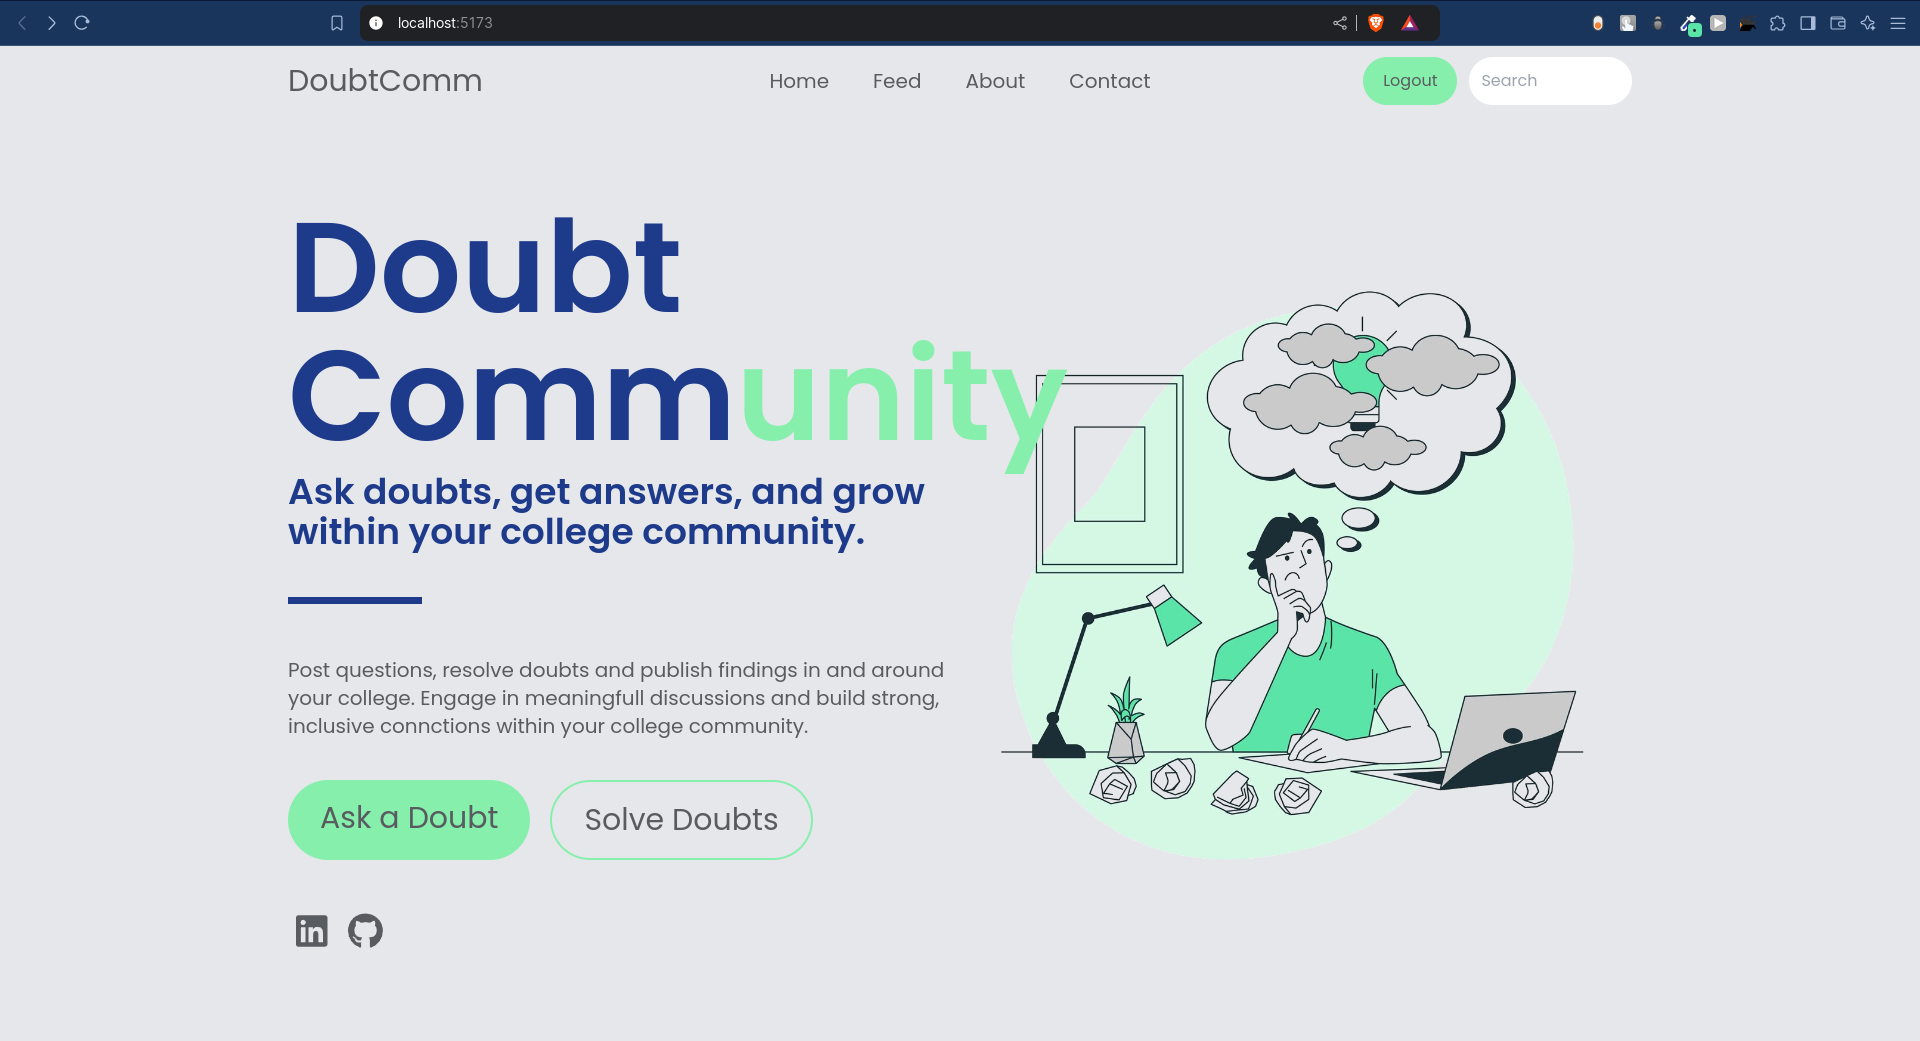 localhost:5173
DoubtComm Home Feed About Contact Logout Search
Doubt
Community
Ask doubts, get answers, and grow
within your college community.
Post questions, resolve doubts and publish findings in and around
your college. Engage in meaningfull discussions and build strong,
inclusive connctions within your college community.
Ask a Doubt Solve Doubts
in